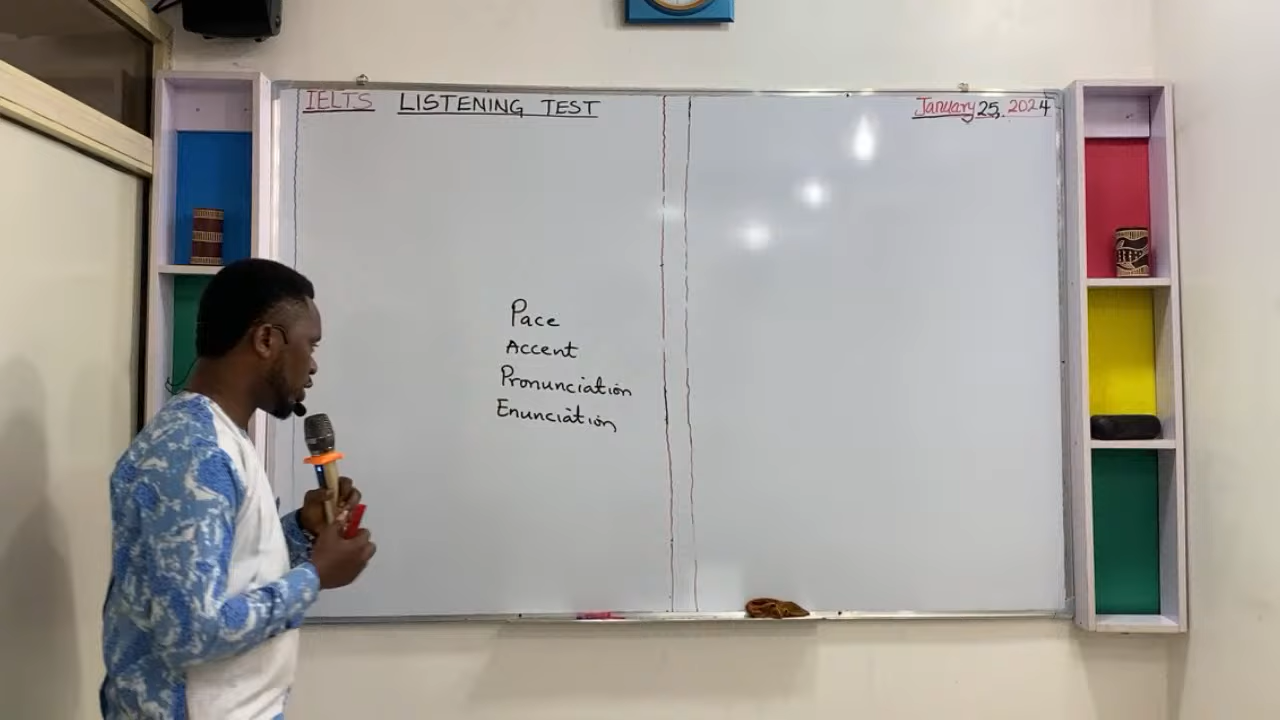 IELTS LISTENING TEST
January 25, 2024
Pace
Accent
Pronunciation
Enunciation